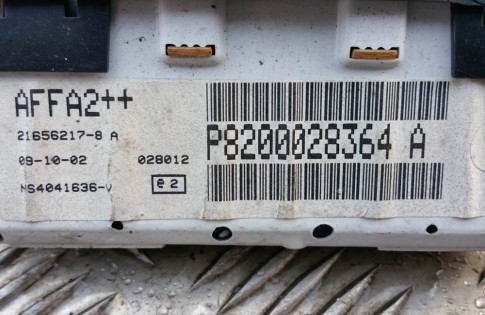 AFFA2++
21656217-8 A
09-10-02 028012
NS4041636-V e2
P8200028364 A